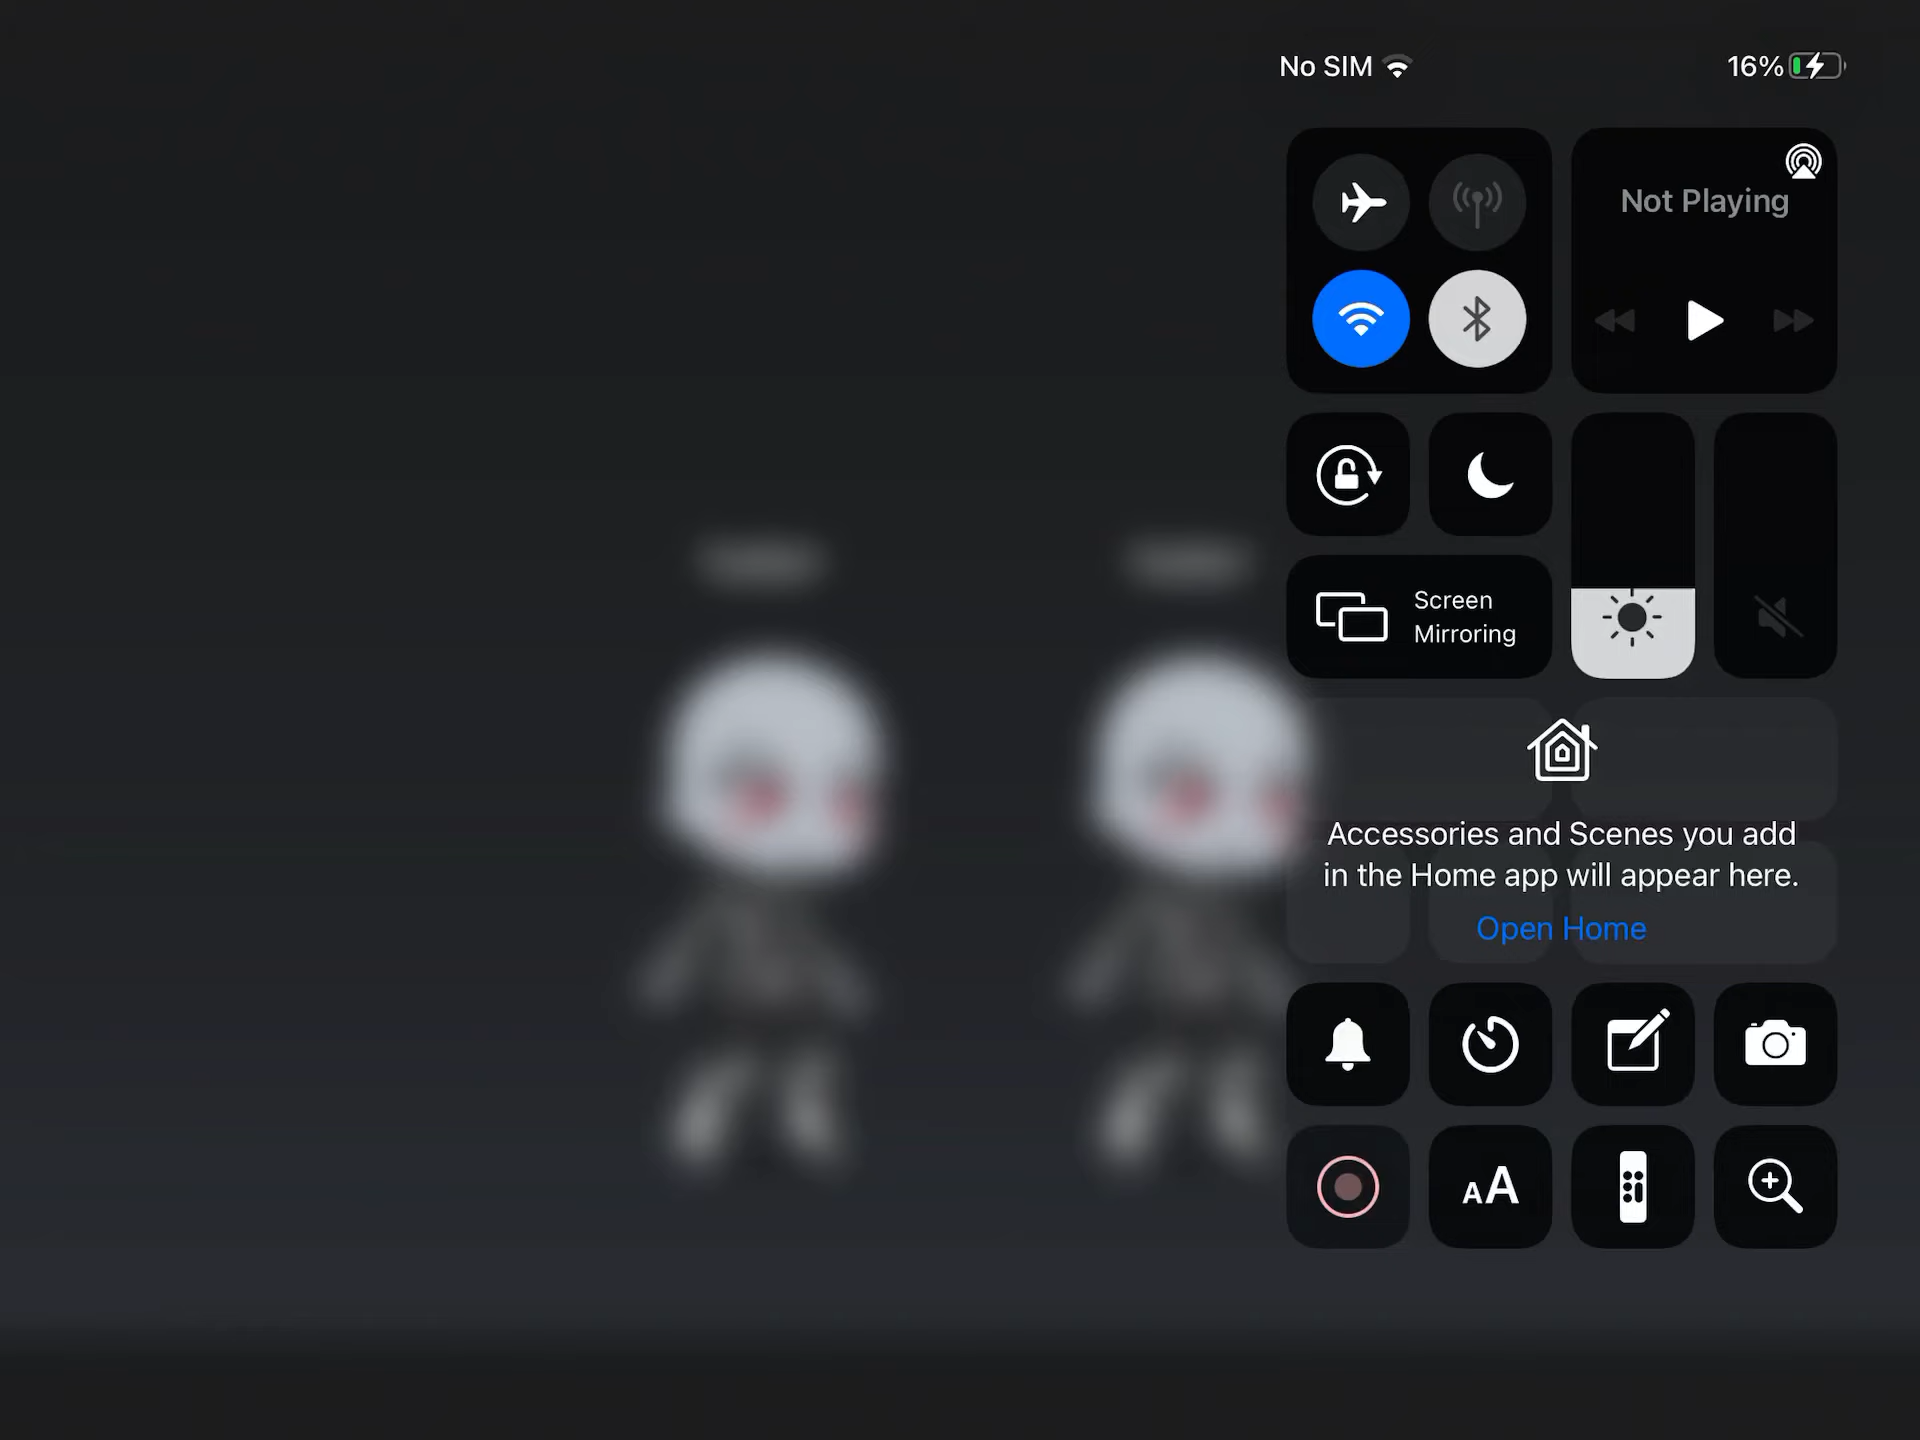 No SIM
16%
Not Playing
Screen
Mirroring
Accessories and Scenes you add
in the Home app will appear here.
Open Home
AA